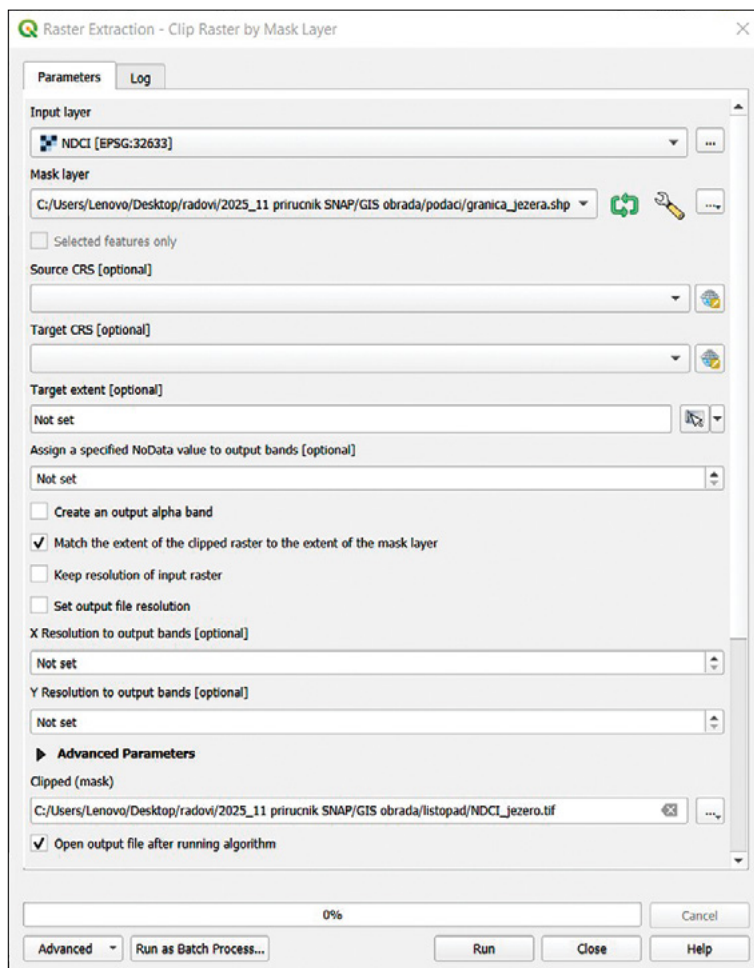 Raster Extraction - Clip Raster by Mask Layer
Parameters
Log
Input layer
NDCI [EPSG:32633]
...
Mask layer
C:/Users/Lenovo/Desktop/radovi/2025_11 prirucnik SNAP/GIS obrada/podaci/granica_jezera.shp
...
Selected features only
Source CRS [optional]
Target CRS [optional]
Target extent [optional]
Not set
Assign a specified NoData value to output bands [optional]
Not set
Create an output alpha band
Match the extent of the clipped raster to the extent of the mask layer
Keep resolution of input raster
Set output file resolution
X Resolution to output bands [optional]
Not set
Y Resolution to output bands [optional]
Not set
Advanced Parameters
Clipped (mask)
C:/Users/Lenovo/Desktop/radovi/2025_11 prirucnik SNAP/GIS obrada/listopad/NDCI_jezero.tif
...
Open output file after running algorithm
0%
Cancel
Advanced
Run as Batch Process...
Run
Close
Help